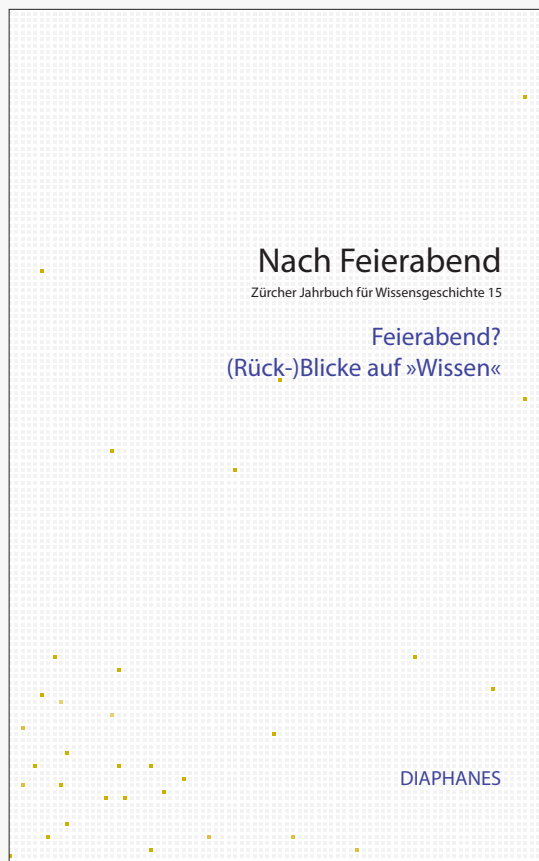 Nach Feierabend
Zürcher Jahrbuch für Wissensgeschichte 15
Feierabend?
(Rück-)Blicke auf »Wissen«
DIAPHANES